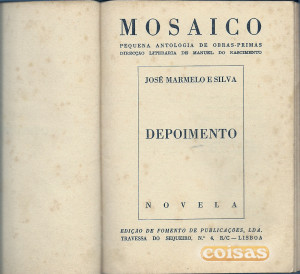 MOSAICO
PEQUENA ANTOLOGIA DE OBRAS-PRIMAS
DIRECÇÃO LITERÁRIA DE MANUEL DO NASCIMENTO
JOSÉ MARMELO E SILVA
DEPOIMENTO
NOVELA
EDIÇÃO DE FOMENTO DE PUBLICAÇÕES, LDA.
TRAVESSA DO SEQUEIRO, N.º 4, R/C — LISBOA
coisas